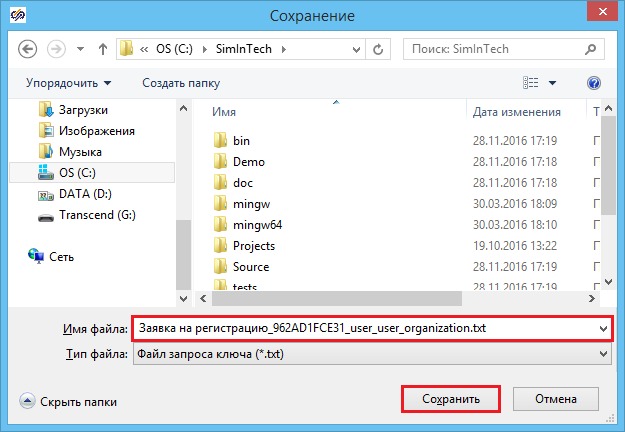 Сохранение
« OS (C:) SimInTech
Поиск: SimInTech
Упорядочить Создать папку
Загрузки
Изображения
Музыка
OS (C:)
DATA (D:)
Transcend (G:)
Сеть
Имя Дата изменения Т
bin 28.11.2016 17:19 П
Demo 28.11.2016 17:19 П
doc 28.11.2016 17:19 П
mingw 30.03.2016 18:09 П
mingw64 30.03.2016 18:10 П
Projects 19.10.2016 13:22 П
Source 28.11.2016 17:19 П
tests 28.11.2016 17:19
Имя файла: Заявка на регистрацию_962AD1FCE31_user_user_organization.txt
Тип файла: Файл запроса ключа (*.txt)
Скрыть папки
Сохранить
Отмена